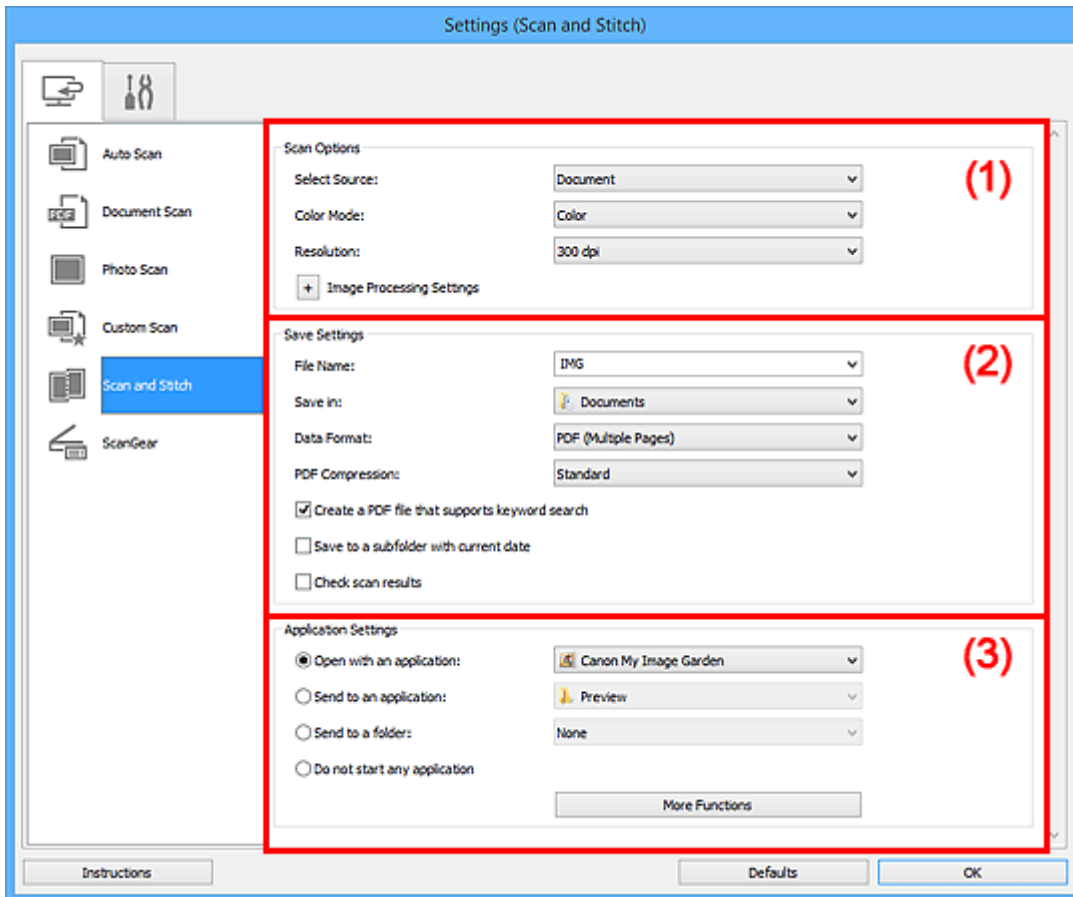 Settings (Scan and Stitch)
Auto Scan
Document Scan
Photo Scan
Custom Scan
Scan and Stitch
ScanGear
(1)
Scan Options
Select Source: Document
Color Mode: Color
Resolution: 300 dpi
+ Image Processing Settings
(2)
Save Settings
File Name: IMG
Save in: Documents
Data Format: PDF (Multiple Pages)
PDF Compression: Standard
Create a PDF file that supports keyword search
Save to a subfolder with current date
Check scan results
(3)
Application Settings
Open with an application: Canon My Image Garden
Send to an application: Preview
Send to a folder: None
Do not start any application
More Functions
Instructions Defaults OK